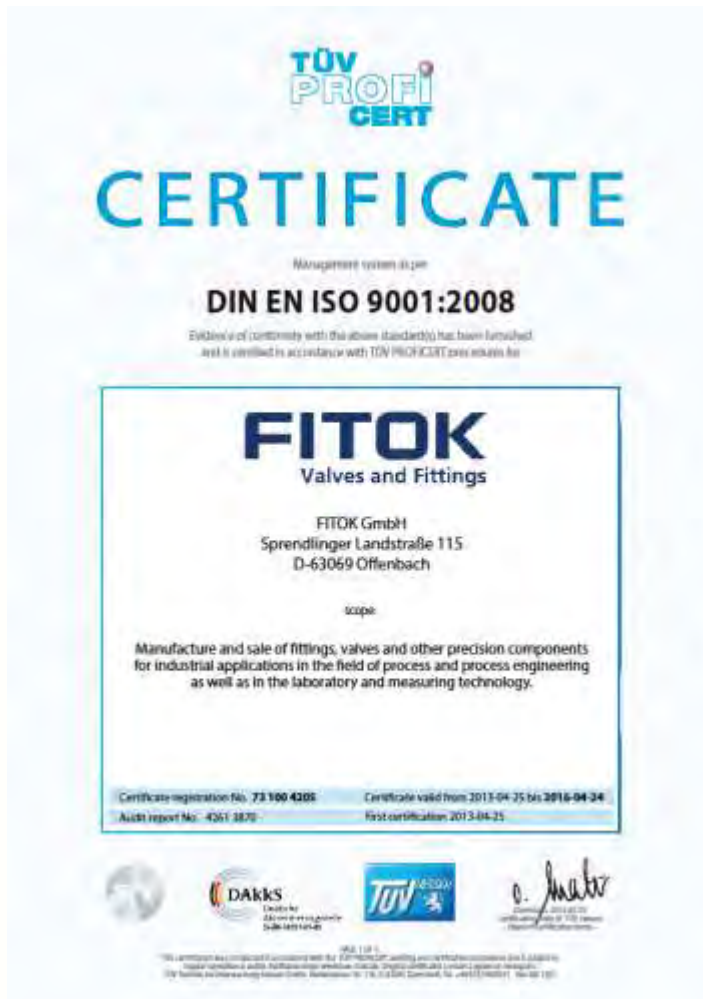 TÜV
PROFI
CERT
CERTIFICATE
Management system as per
DIN EN ISO 9001:2008
Evidence of conformity with the above standard(s) has been furnished
and is certified in accordance with TÜV PROFICERT procedures for
FITOK
Valves and Fittings
FITOK GmbH
Sprendlinger Landstraße 115
D-63069 Offenbach
scope
Manufacture and sale of fittings, valves and other precision components
for industrial applications in the field of process and process engineering
as well as in the laboratory and measuring technology.
Certificate registration No. 73 100 4205
Certificate valid from 2013-04-25 bis 2016-04-24
Audit report No. 4261 3870
First certification 2013-04-25
DAkkS
Deutsche
Akkreditierungsstelle
TÜV HESSEN